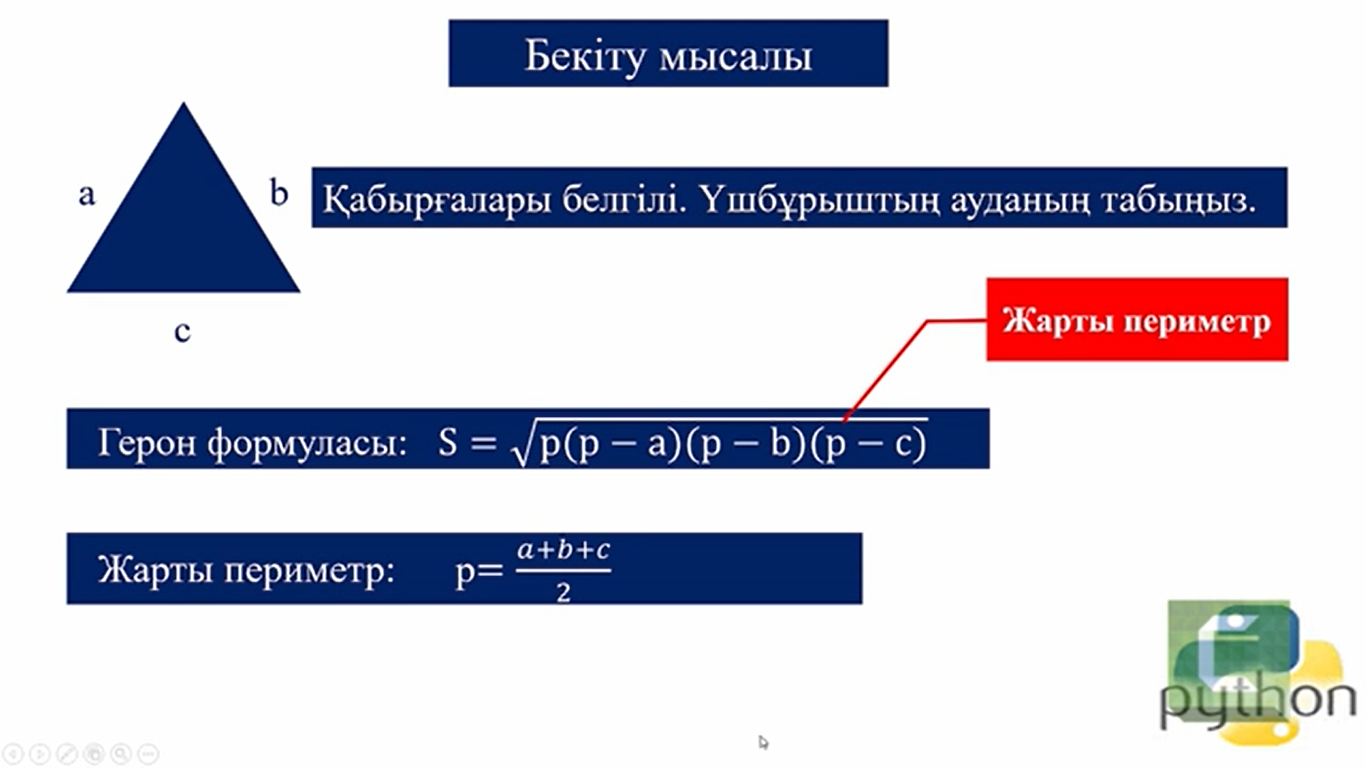 Бекіту мысалы
a
b
Қабырғалары белгілі. Үшбұрыштың ауданың табыңыз.
c
Жарты периметр
Герон формуласы: S = √p(p − a)(p − b)(p − c)
Жарты периметр: p= a+b+c
2
python